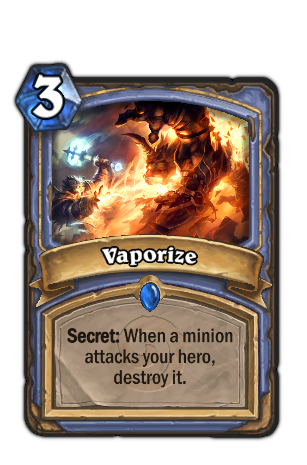 3
Vaporize
Secret: When a minion
attacks your hero,
destroy it.